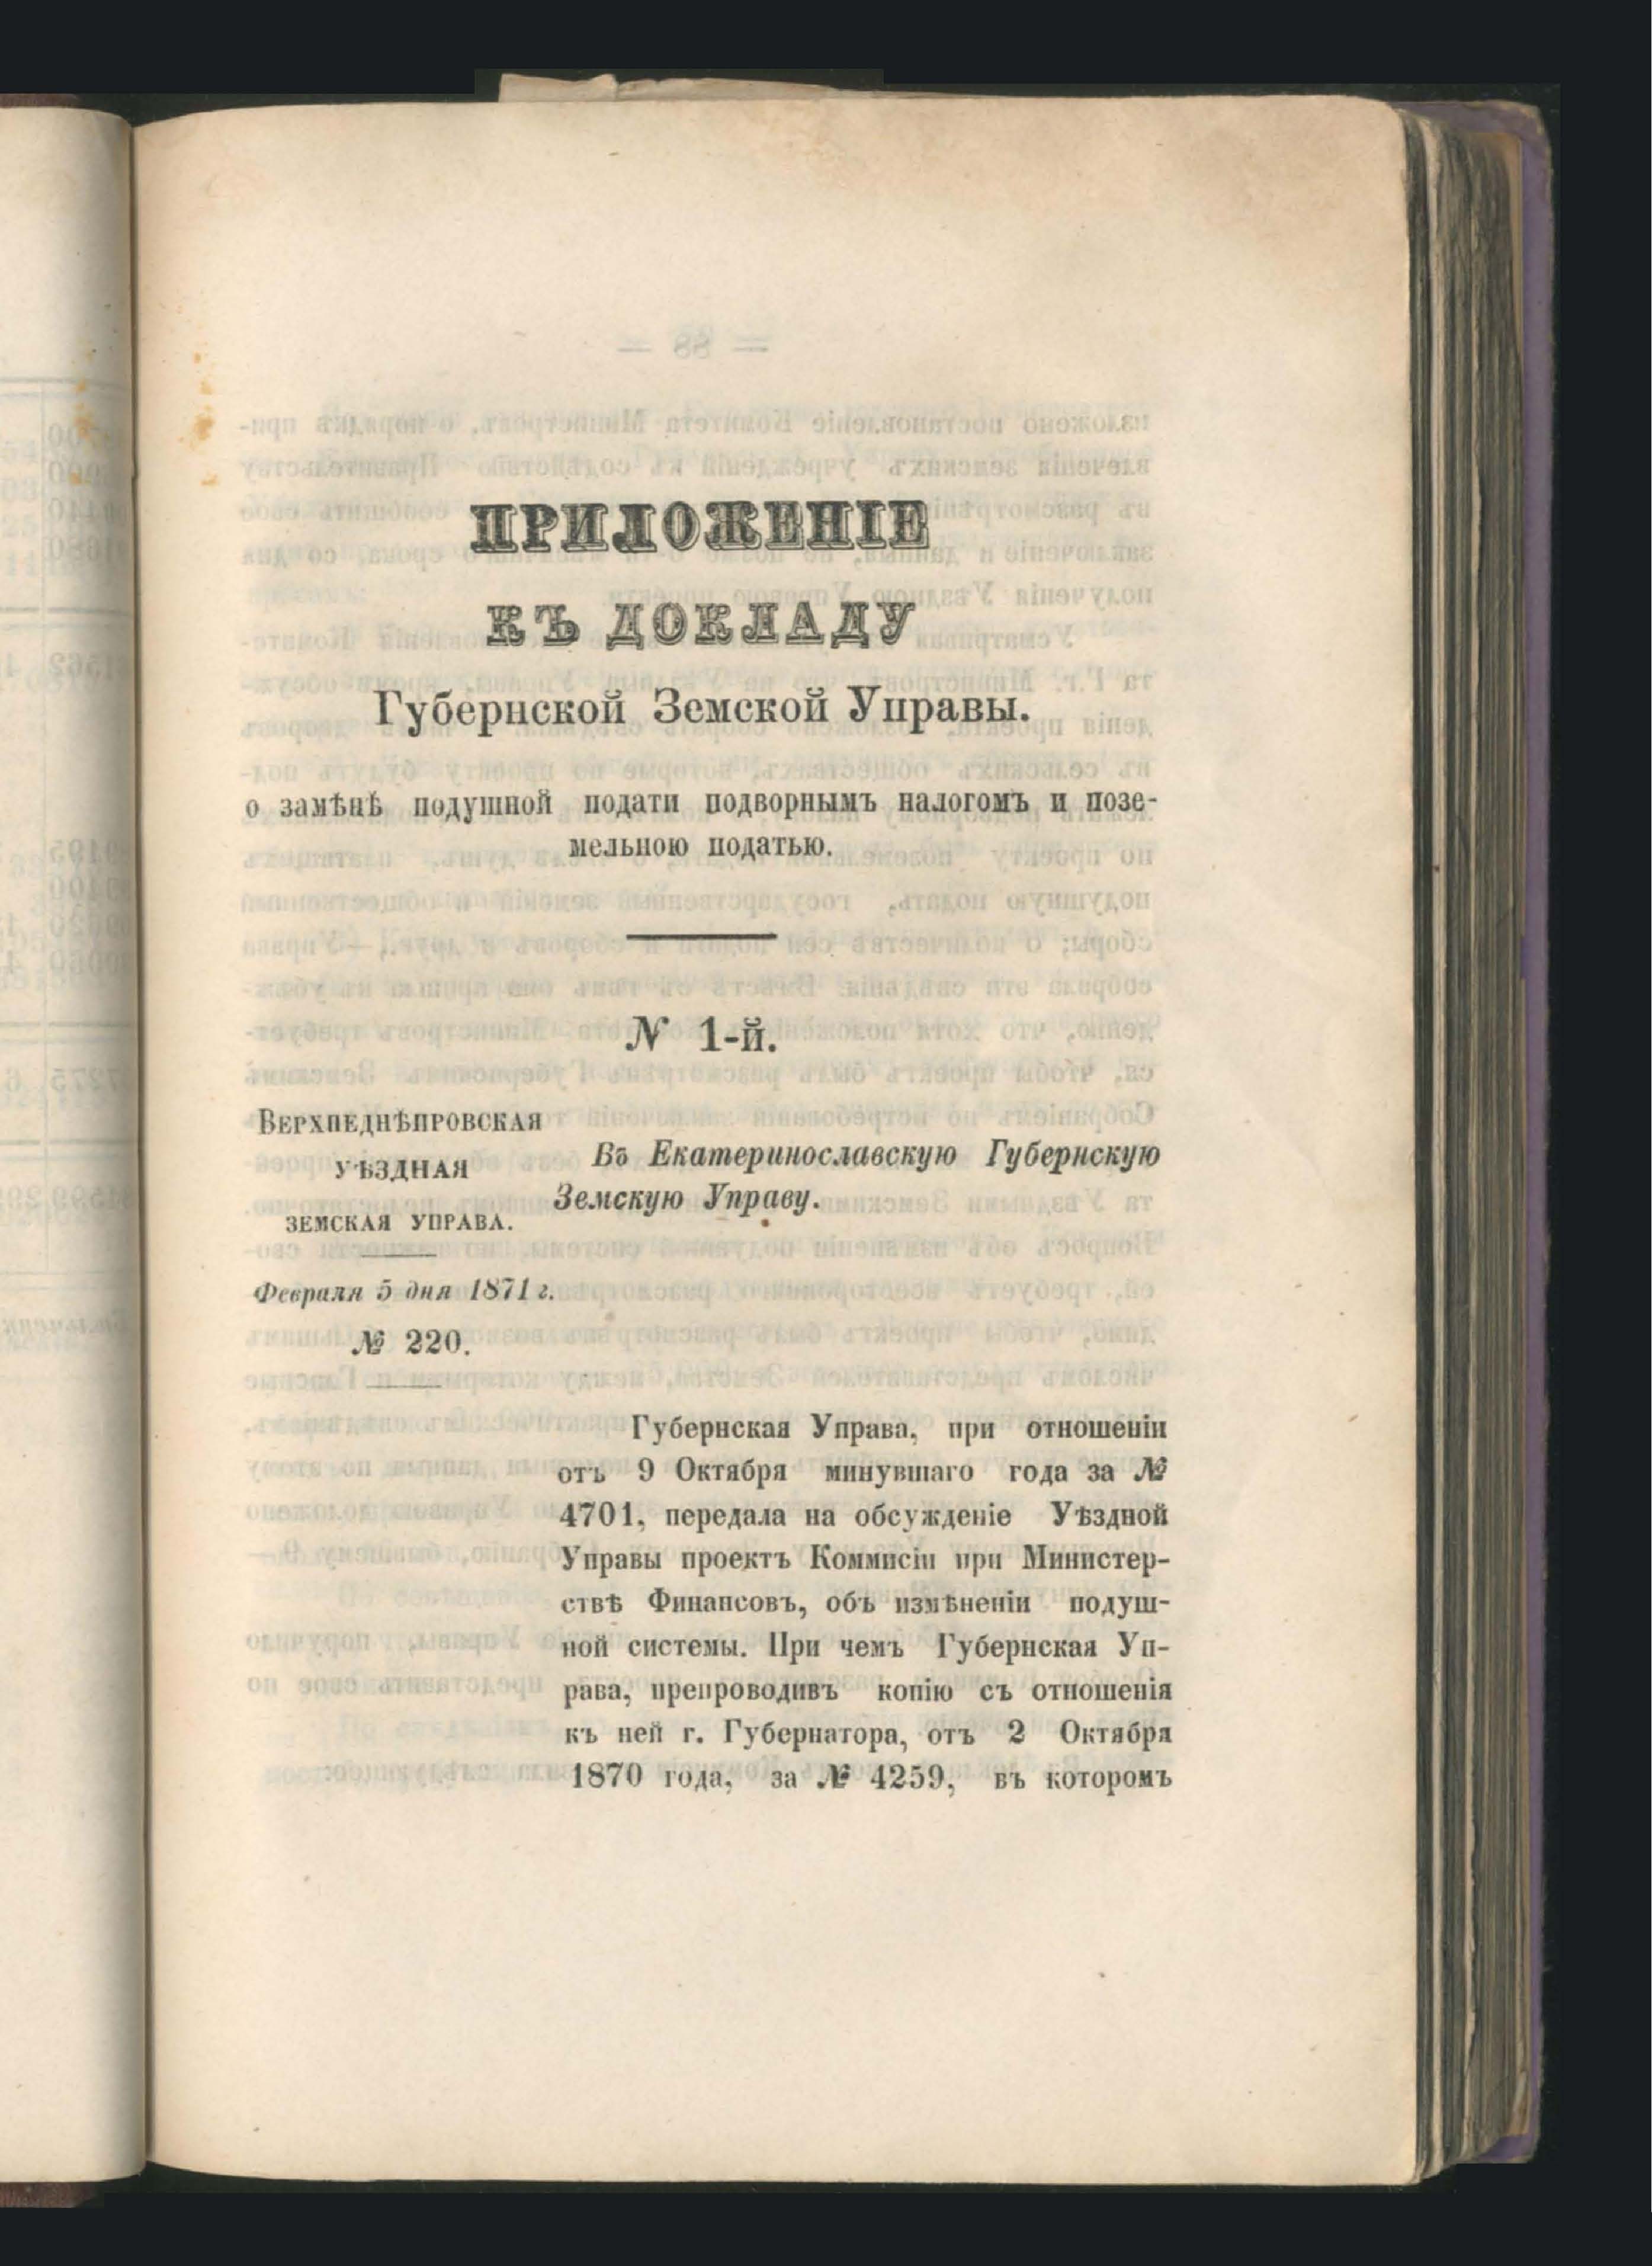 ПРИЛОЖЕНІЕ
КЪ ДОКЛАДУ
Губернской Земской Управы.
о замѣнѣ подушной подати подворнымъ налогомъ и позе-
мельною податью.
N 1-й.
ВЕРХНЕДНѢПРОВСКАЯ
УѢЗДНАЯ
ЗЕМСКАЯ УПРАВА.
Февраля 5 дня 1871 г.
№ 220.
Въ Екатеринославскую Губернскую
Земскую Управу.
Губернская Управа, при отношеніи
отъ 9 Октября минувшаго года за №
4701, передала на обсужденіе Уѣздной
Управы проектъ Коммисіи при Министер-
ствѣ Финансовъ, объ измѣненіи подуш-
ной системы. При чемъ Губернская Уп-
рава, препроводивъ копію съ отношенія
къ ней г. Губернатора, отъ 2 Октября
1870 года, за № 4259, въ которомъ